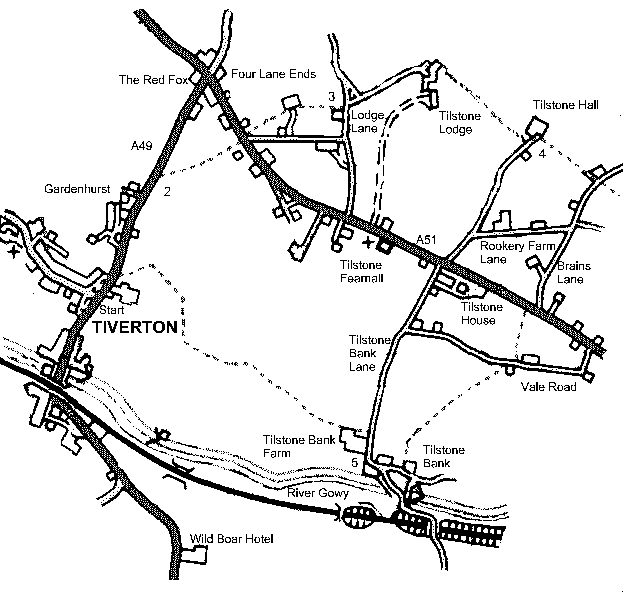 The Red Fox
Four Lane Ends
3
Lodge
Lane
Tilstone
Lodge
Tilstone Hall
4
A49
Gardenhurst
2
A51
Rookery Farm
Lane
Brains
Lane
Tilstone
Fearnall
Start
TIVERTON
Tilstone
House
Tilstone
Bank
Lane
Vale Road
Tilstone Bank
Farm
5
Tilstone
Bank
River Gowy
Wild Boar Hotel